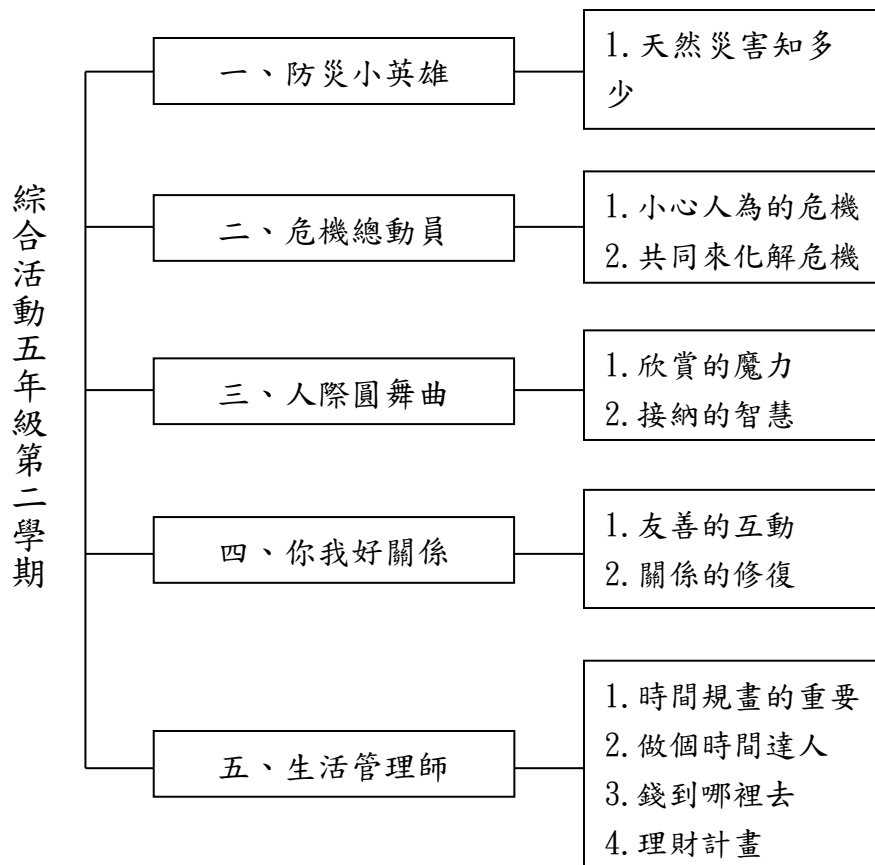 綜合活動五年級第二學期
一、防災小英雄
1.天然災害知多
少
二、危機總動員
1.小心人為的危機
2.共同來化解危機
三、人際圓舞曲
1.欣賞的魔力
2.接納的智慧
四、你我好關係
1.友善的互動
2.關係的修復
五、生活管理師
1.時間規畫的重要
2.做個時間達人
3.錢到哪裡去
4.理財計畫